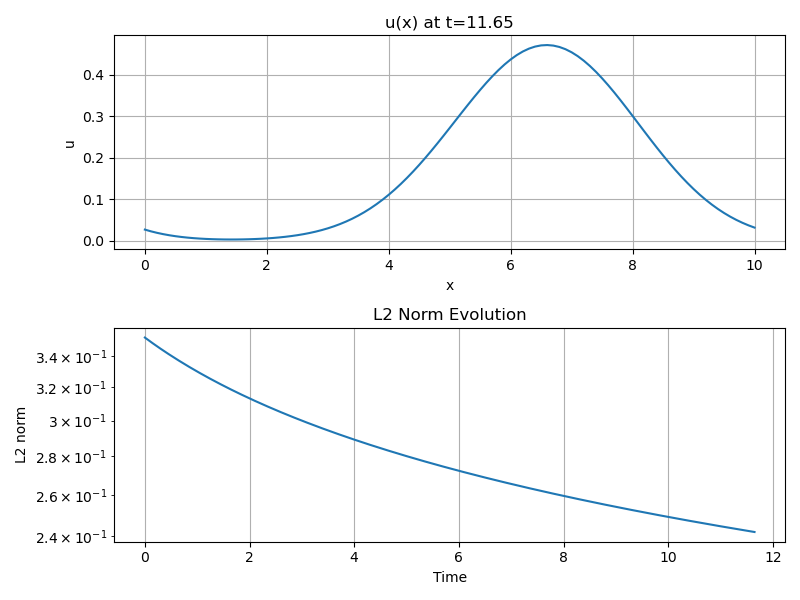 u(x) at t=11.65
u
0.4
0.3
0.2
0.1
0.0
0 2 4 6 8 10
x
L2 Norm Evolution
L2 norm
3.4 × 10⁻¹
3.2 × 10⁻¹
3 × 10⁻¹
2.8 × 10⁻¹
2.6 × 10⁻¹
2.4 × 10⁻¹
0 2 4 6 8 10 12
Time